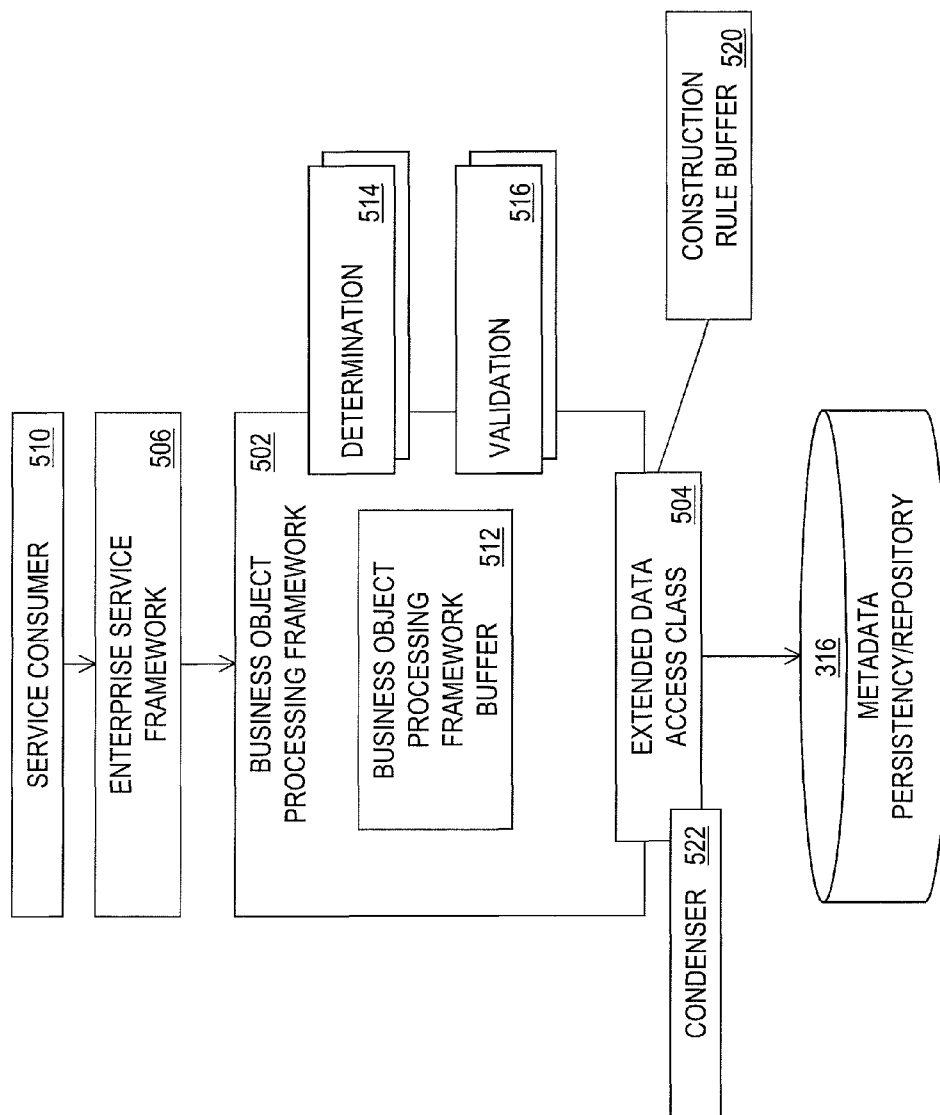 SERVICE CONSUMER 510
ENTERPRISE SERVICE 506
FRAMEWORK
BUSINESS OBJECT 502
PROCESSING FRAMEWORK
DETERMINATION 514
BUSINESS OBJECT
PROCESSING
FRAMEWORK
BUFFER 512
VALIDATION 516
EXTENDED DATA
ACCESS CLASS 504
CONSTRUCTION
RULE BUFFER 520
CONDENSER 522
316
METADATA
PERSISTENCY/REPOSITORY